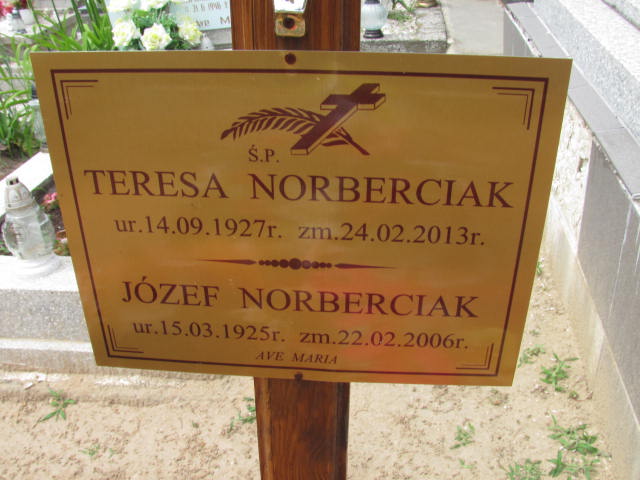 Ś.P.
TERESA NORBERCIAK
ur.14.09.1927r. zm.24.02.2013r.
JÓZEF NORBERCIAK
ur.15.03.1925r. zm.22.02.2006r.
AVE MARIA